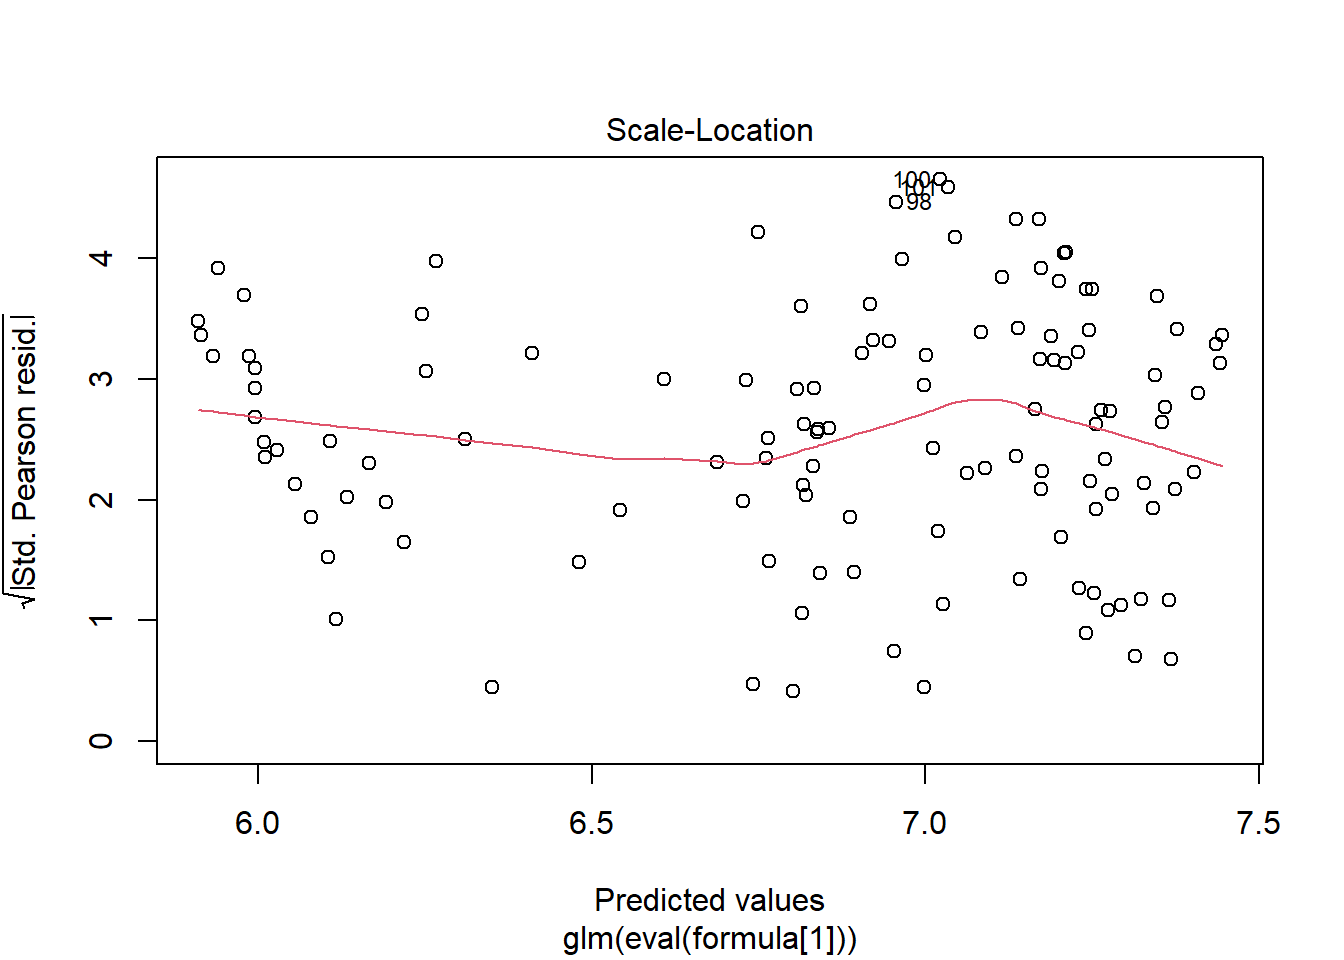 Scale-Location
√|Std. Pearson resid.|
4
3
2
1
0
100
101
98
6.0 6.5 7.0 7.5
Predicted values
glm(eval(formula[1]))